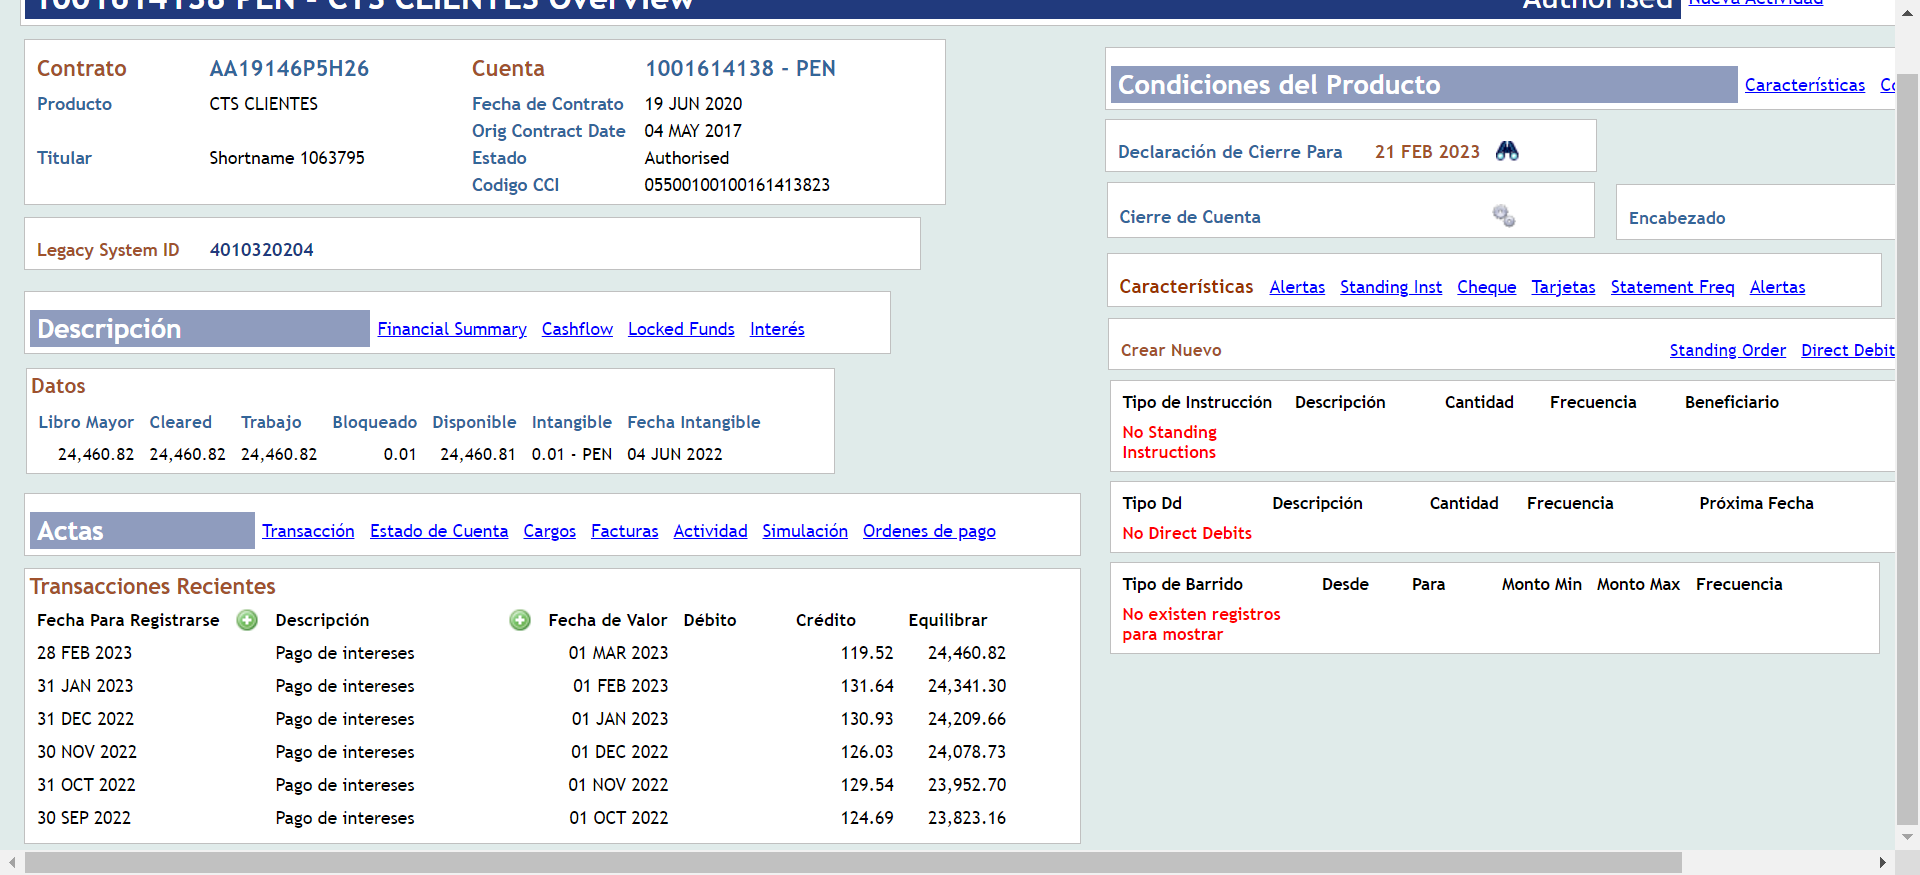 1001614138 PEN - CTS CLIENTES Overview
Authorised
Nueva Actividad
Contrato AA19146P5H26 Cuenta 1001614138 - PEN
Producto CTS CLIENTES Fecha de Contrato 19 JUN 2020
Orig Contract Date 04 MAY 2017
Titular Shortname 1063795 Estado Authorised
Codigo CCI 05500100100161413823
Legacy System ID 4010320204
Descripción Financial Summary Cashflow Locked Funds Interés
Datos
Libro Mayor Cleared Trabajo Bloqueado Disponible Intangible Fecha Intangible
24,460.82 24,460.82 24,460.82 0.01 24,460.81 0.01 - PEN 04 JUN 2022
Actas Transacción Estado de Cuenta Cargos Facturas Actividad Simulación Ordenes de pago
Transacciones Recientes
Fecha Para Registrarse Descripción Fecha de Valor Débito Crédito Equilibrar
28 FEB 2023 Pago de intereses 01 MAR 2023 119.52 24,460.82
31 JAN 2023 Pago de intereses 01 FEB 2023 131.64 24,341.30
31 DEC 2022 Pago de intereses 01 JAN 2023 130.93 24,209.66
30 NOV 2022 Pago de intereses 01 DEC 2022 126.03 24,078.73
31 OCT 2022 Pago de intereses 01 NOV 2022 129.54 23,952.70
30 SEP 2022 Pago de intereses 01 OCT 2022 124.69 23,823.16
Condiciones del Producto Características
Declaración de Cierre Para 21 FEB 2023
Cierre de Cuenta
Encabezado
Características Alertas Standing Inst Cheque Tarjetas Statement Freq Alertas
Crear Nuevo Standing Order Direct Debit
Tipo de Instrucción Descripción Cantidad Frecuencia Beneficiario
No Standing
Instructions
Tipo Dd Descripción Cantidad Frecuencia Próxima Fecha
No Direct Debits
Tipo de Barrido Desde Para Monto Min Monto Max Frecuencia
No existen registros
para mostrar